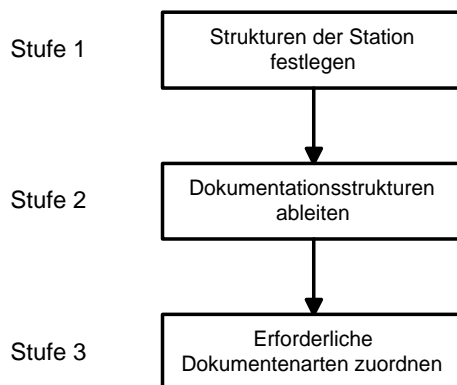 Stufe 1
Strukturen der Station
festlegen
Stufe 2
Dokumentationsstrukturen
ableiten
Stufe 3
Erforderliche
Dokumentenarten zuordnen